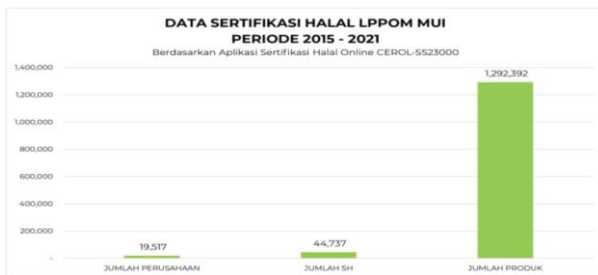 DATA SERTIFIKASI HALAL LPPOM MUI
PERIODE 2015 - 2021
Berdasarkan Aplikasi Sertifikasi Halal Online CEROL-SS23000
1,400,000
1,200,000
1,000,000
800,000
600,000
400,000
200,000
-
19,517
44,737
1,292,392
JUMLAH PERUSAHAAN
JUMLAH SH
JUMLAH PRODUK